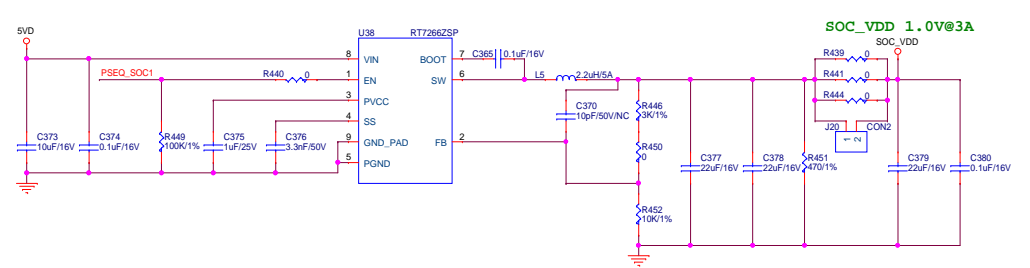 SOC_VDD 1.0V@3A
5VD
U38
RT7266ZSP
SOC_VDD
C365
0.1uF/16V
R439
0
8
VIN
BOOT
7
PSEQ_SOC1
R440
0
1
EN
SW
6
L5
2.2uH/5A
R441
0
3
PVCC
R444
0
C370
10pF/50V/NC
R446
3K/1%
4
SS
J20
CON2
1
2
C373
10uF/16V
C374
0.1uF/16V
R449
100K/1%
C375
1uF/25V
C376
3.3nF/50V
9
GND_PAD
FB
2
R450
0
5
PGND
C377
22uF/16V
C378
22uF/16V
R451
470/1%
C379
22uF/16V
C380
0.1uF/16V
R452
10K/1%